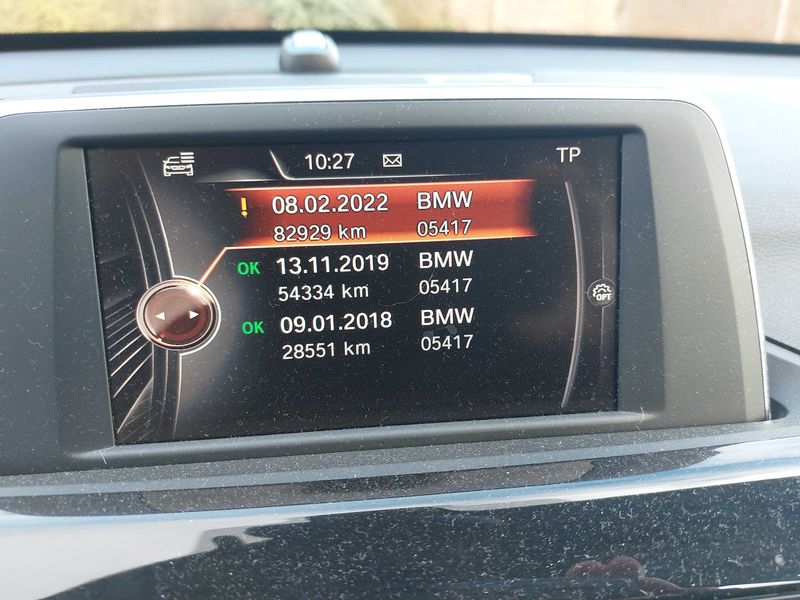 10:27 TP
! 08.02.2022 BMW
82929 km 05417
OK 13.11.2019 BMW
54334 km 05417
OPT
OK 09.01.2018 BMW
28551 km 05417